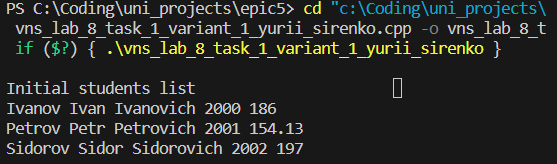 PS C:\Coding\uni_projects\epic5> cd "c:\Coding\uni_projects\
vns_lab_8_task_1_variant_1_yurii_sirenko.cpp -o vns_lab_8_t
if ($?) { .\vns_lab_8_task_1_variant_1_yurii_sirenko }
Initial students list
Ivanov Ivan Ivanovich 2000 186
Petrov Petr Petrovich 2001 154.13
Sidorov Sidor Sidorovich 2002 197